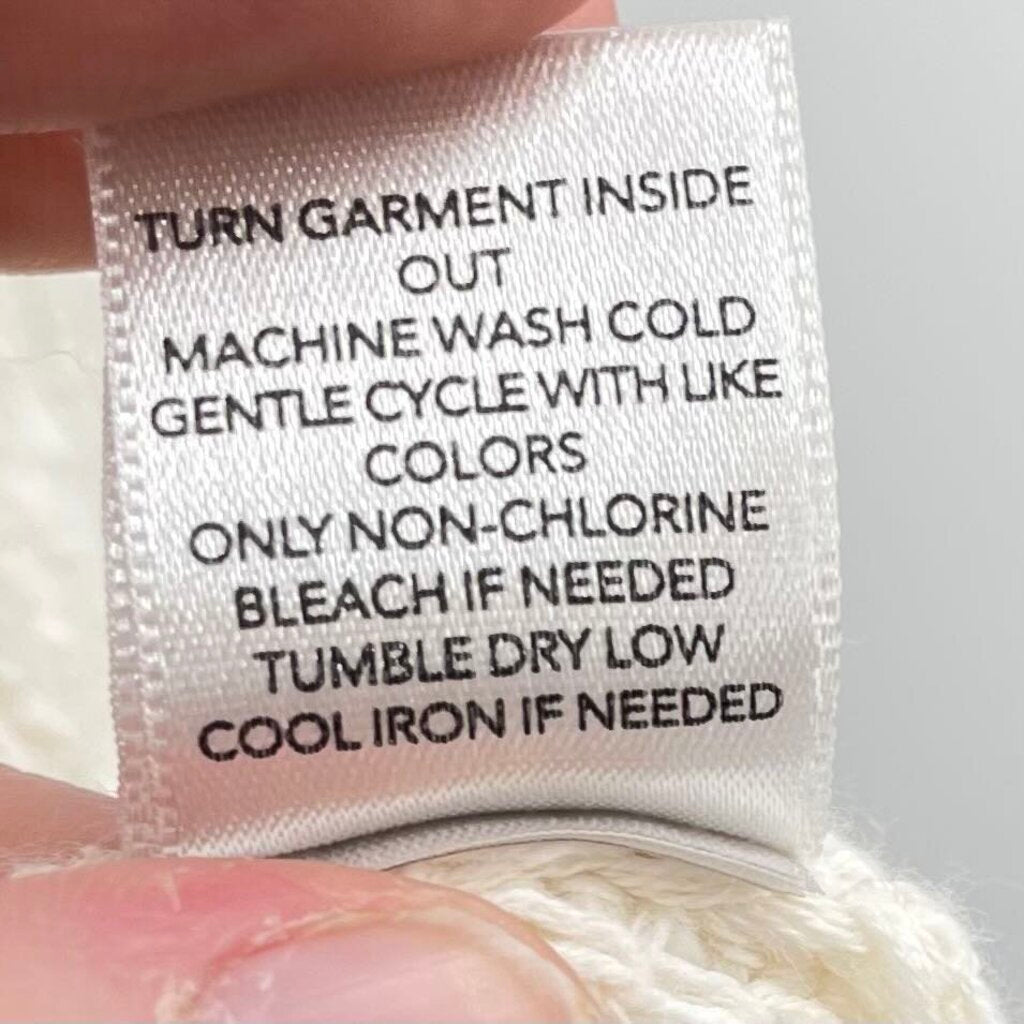 TURN GARMENT INSIDE
OUT
MACHINE WASH COLD
GENTLE CYCLE WITH LIKE
COLORS
ONLY NON-CHLORINE
BLEACH IF NEEDED
TUMBLE DRY LOW
COOL IRON IF NEEDED